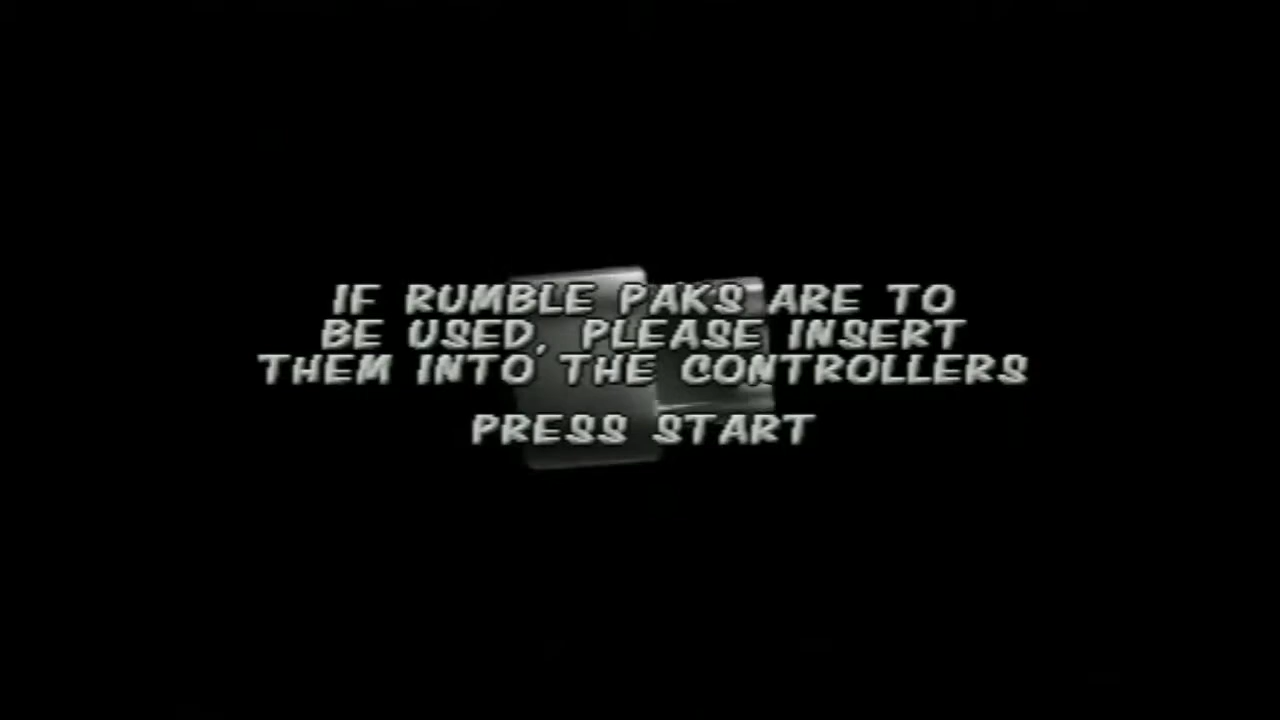 IF RUMBLE PAKS ARE TO
BE USED, PLEASE INSERT
THEM INTO THE CONTROLLERS
PRESS START